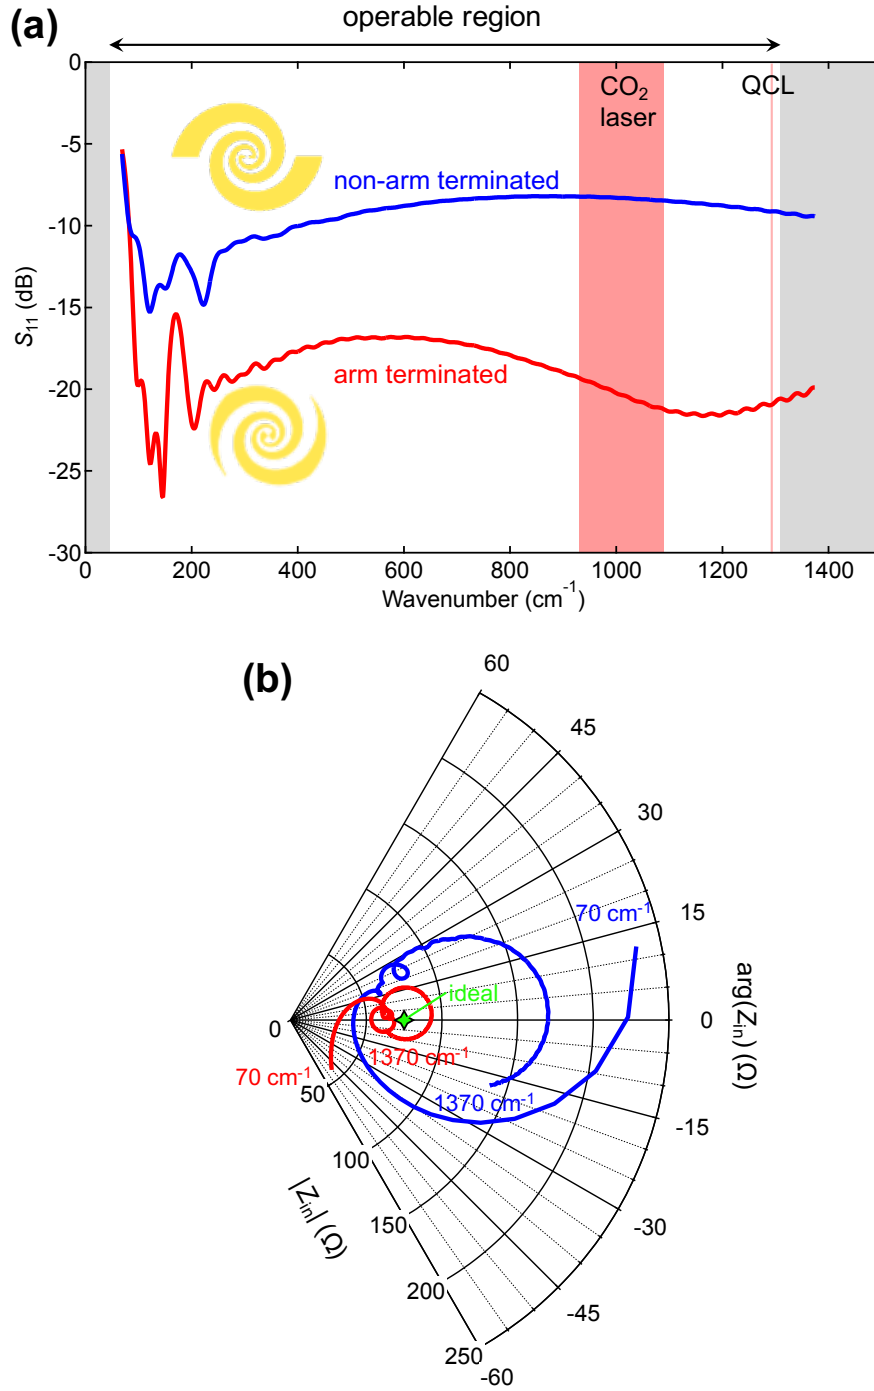 (a)
operable region
0
-5
-10
-15
-20
-25
-30
S₁₁ (dB)
CO₂
laser
QCL
non-arm terminated
arm terminated
0 200 400 600 800 1000 1200 1400
Wavenumber (cm⁻¹)
(b)
60
45
30
15
0
-15
-30
-45
-60
arg(Z_in) (Ω)
70 cm⁻¹
ideal
0
1370 cm⁻¹
70 cm⁻¹
1370 cm⁻¹
50
100
150
200
250
|Z_in| (Ω)